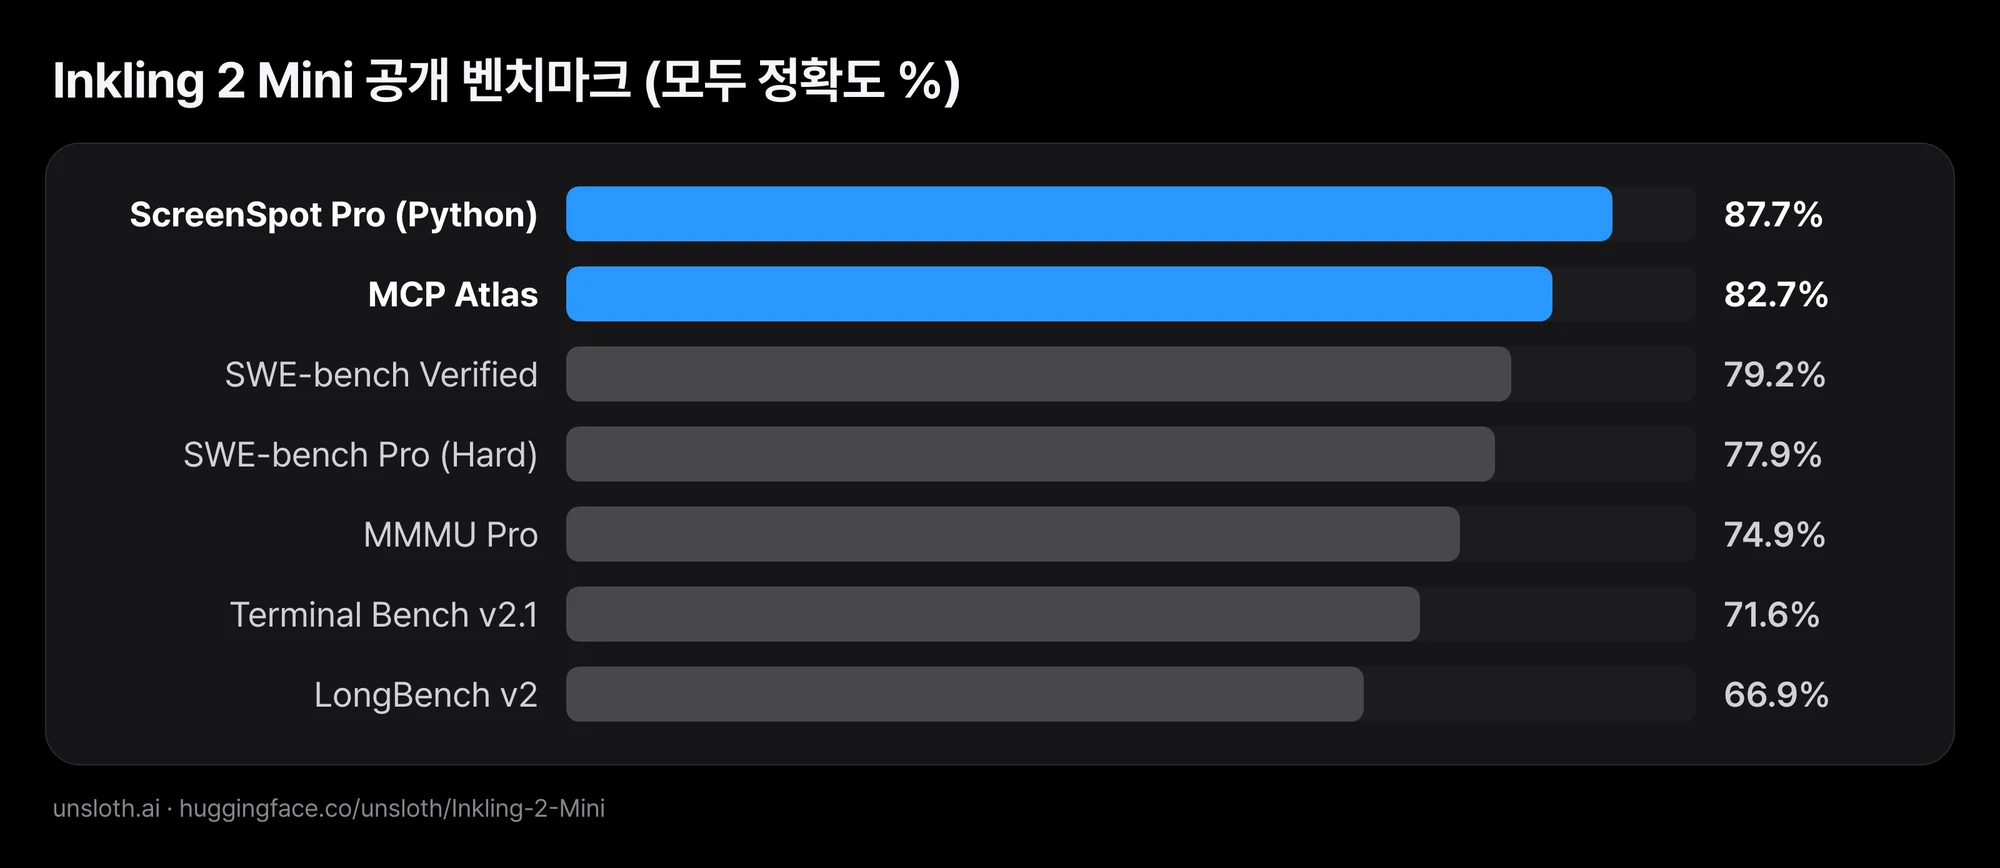 Inkling 2 Mini 공개 벤치마크 (모두 정확도 %)
ScreenSpot Pro (Python) 87.7%
MCP Atlas 82.7%
SWE-bench Verified 79.2%
SWE-bench Pro (Hard) 77.9%
MMMU Pro 74.9%
Terminal Bench v2.1 71.6%
LongBench v2 66.9%
unsloth.ai · huggingface.co/unsloth/Inkling-2-Mini